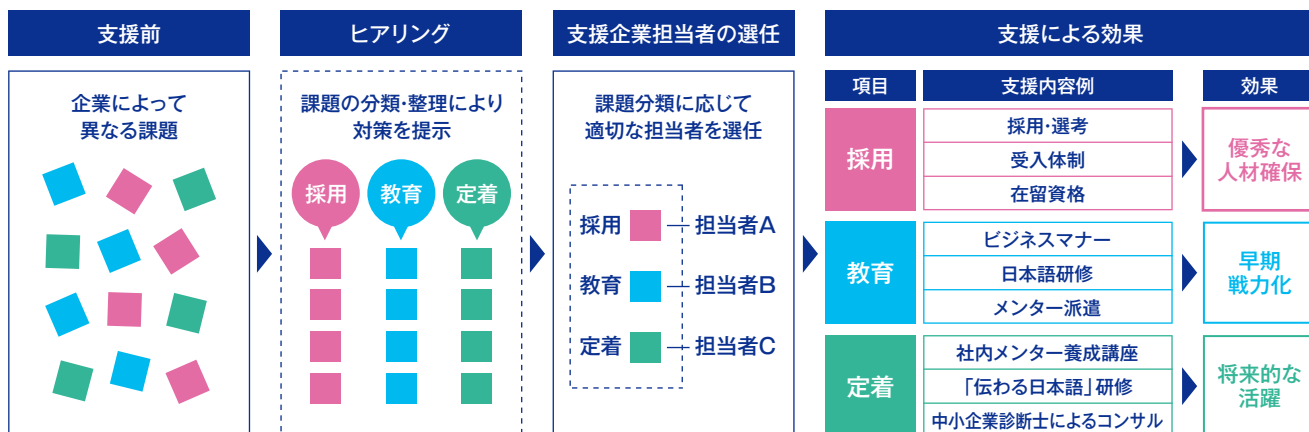 支援前
企業によって
異なる課題
ヒアリング
課題の分類・整理により
対策を提示
採用
教育
定着
支援企業担当者の選任
課題分類に応じて
適切な担当者を選任
採用 担当者A
教育 担当者B
定着 担当者C
支援による効果
項目 支援内容例 効果
採用
採用・選考
受入体制
在留資格
優秀な
人材確保
教育
ビジネスマナー
日本語研修
メンター派遣
早期
戦力化
定着
社内メンター養成講座
「伝わる日本語」研修
中小企業診断士によるコンサル
将来的な
活躍